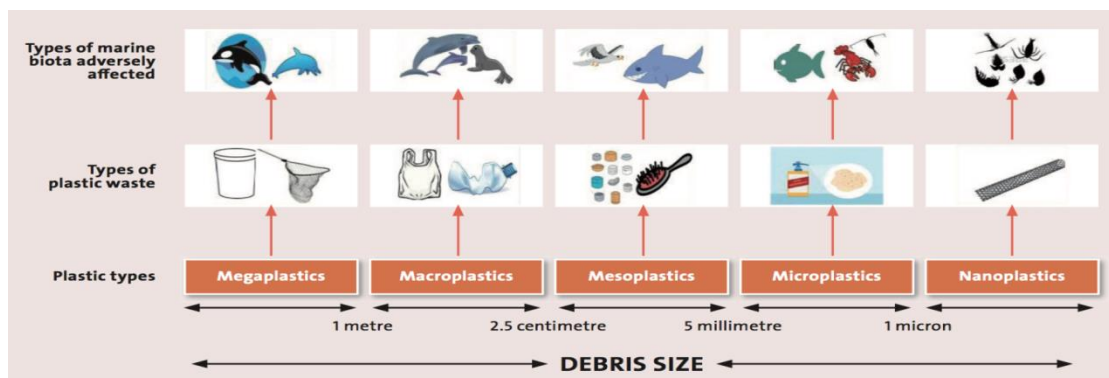 Types of marine
biota adversely
affected
Types of
plastic waste
Plastic types
Megaplastics
Macroplastics
Mesoplastics
Microplastics
Nanoplastics
1 metre
2.5 centimetre
5 millimetre
1 micron
DEBRIS SIZE